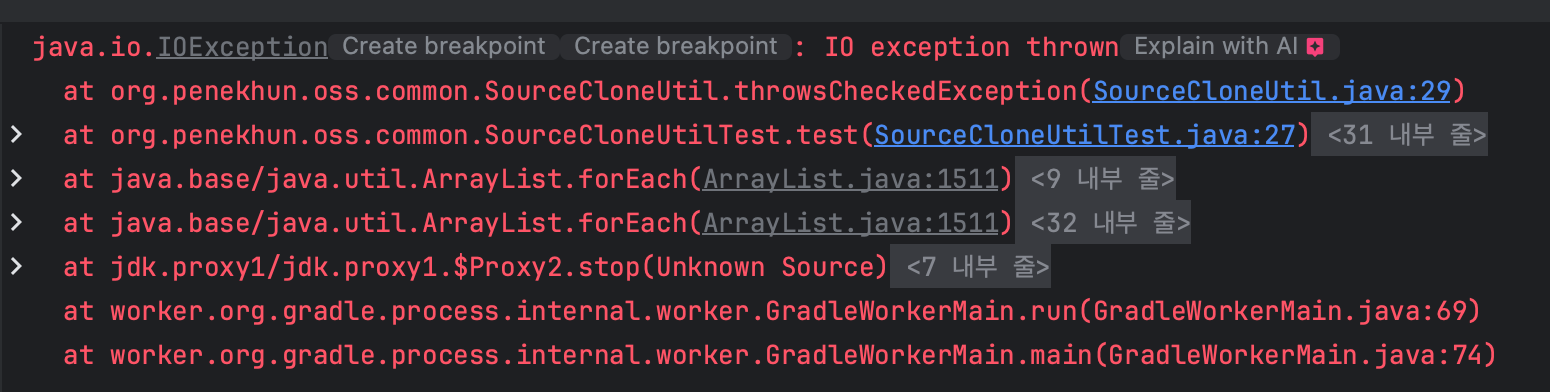 java.io.IOException Create breakpoint Create breakpoint : IO exception thrown Explain with AI
at org.penekhun.oss.common.SourceCloneUtil.throwsCheckedException(SourceCloneUtil.java:29)
at org.penekhun.oss.common.SourceCloneUtilTest.test(SourceCloneUtilTest.java:27) <31 내부 줄>
at java.base/java.util.ArrayList.forEach(ArrayList.java:1511) <9 내부 줄>
at java.base/java.util.ArrayList.forEach(ArrayList.java:1511) <32 내부 줄>
at jdk.proxy1/jdk.proxy1.$Proxy2.stop(Unknown Source) <7 내부 줄>
at worker.org.gradle.process.internal.worker.GradleWorkerMain.run(GradleWorkerMain.java:69)
at worker.org.gradle.process.internal.worker.GradleWorkerMain.main(GradleWorkerMain.java:74)